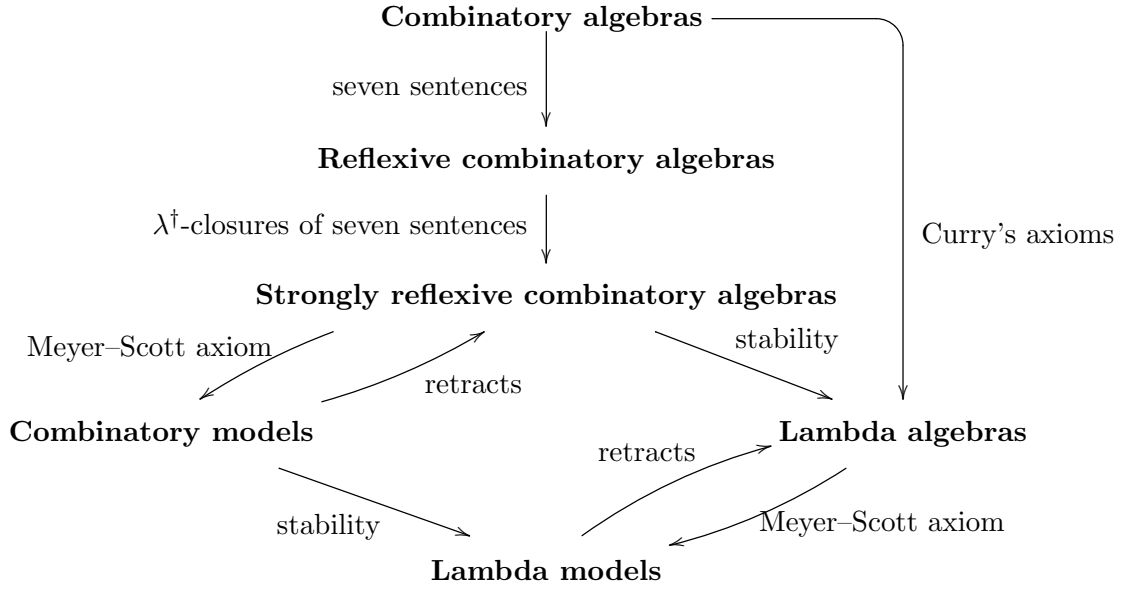 Combinatory algebras
seven sentences
Reflexive combinatory algebras
λ†-closures of seven sentences
Curry's axioms
Strongly reflexive combinatory algebras
Meyer–Scott axiom
stability
retracts
Combinatory models
Lambda algebras
retracts
stability
Meyer–Scott axiom
Lambda models